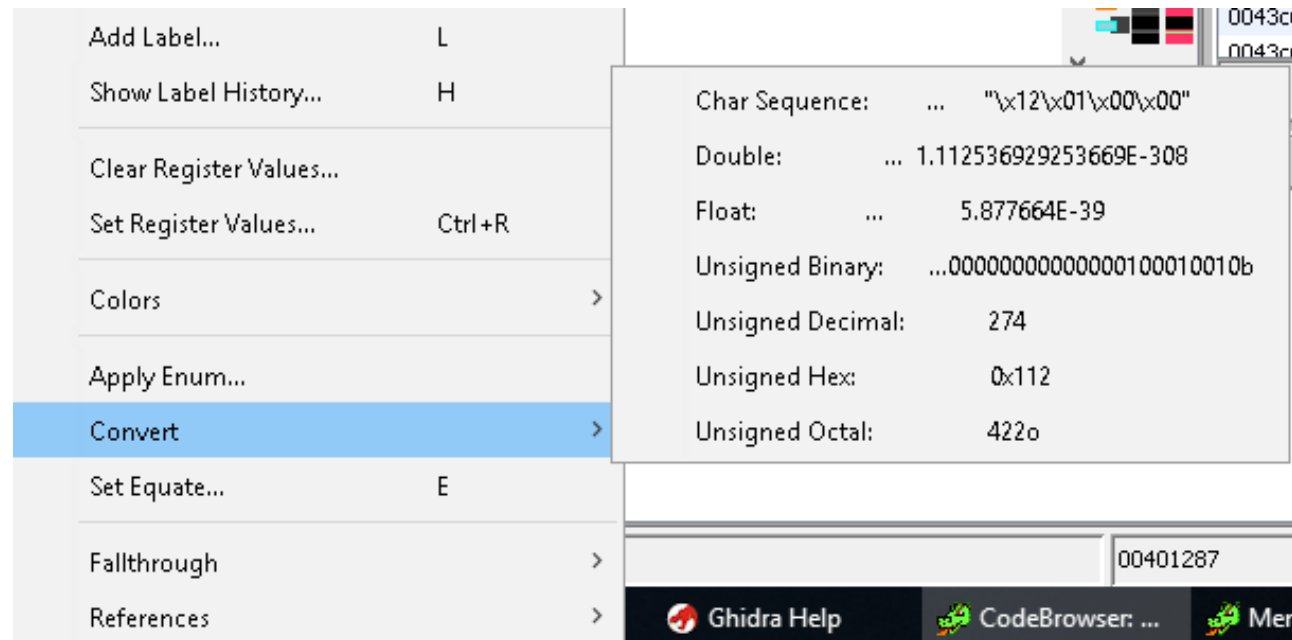 Add Label... L
Show Label History... H
Clear Register Values...
Set Register Values... Ctrl+R
Colors
Apply Enum...
Convert
Set Equate... E
Fallthrough
References
Char Sequence: ... "\x12\x01\x00\x00"
Double: ... 1.112536929253669E-308
Float: ... 5.877664E-39
Unsigned Binary: ...00000000000000100010010b
Unsigned Decimal: 274
Unsigned Hex: 0x112
Unsigned Octal: 422o
00401287
Ghidra Help
CodeBrowser: ...